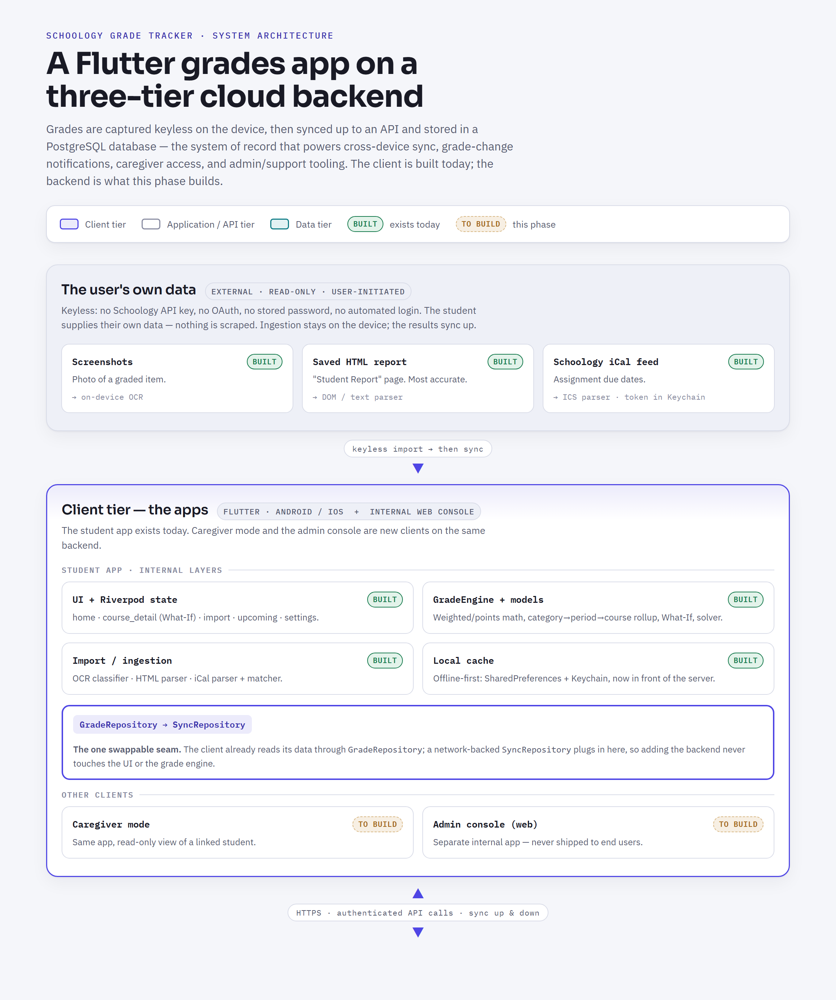 SCHOOLOGY GRADE TRACKER · SYSTEM ARCHITECTURE
A Flutter grades app on a
three-tier cloud backend
Grades are captured keyless on the device, then synced up to an API and stored in a
PostgreSQL database — the system of record that powers cross-device sync, grade-change
notifications, caregiver access, and admin/support tooling. The client is built today; the
backend is what this phase builds.
Client tier Application / API tier Data tier BUILT exists today TO BUILD this phase
The user's own data EXTERNAL · READ-ONLY · USER-INITIATED
Keyless: no Schoology API key, no OAuth, no stored password, no automated login. The student
supplies their own data — nothing is scraped. Ingestion stays on the device; the results sync up.
Screenshots BUILT
Photo of a graded item.
→ on-device OCR
Saved HTML report BUILT
"Student Report" page. Most accurate.
→ DOM / text parser
Schoology iCal feed BUILT
Assignment due dates.
→ ICS parser · token in Keychain
keyless import → then sync
Client tier — the apps FLUTTER · ANDROID / IOS + INTERNAL WEB CONSOLE
The student app exists today. Caregiver mode and the admin console are new clients on the same
backend.
STUDENT APP · INTERNAL LAYERS
UI + Riverpod state BUILT
home · course_detail (What-If) · import · upcoming · settings.
GradeEngine + models BUILT
Weighted/points math, category→period→course rollup, What-If, solver.
Import / ingestion BUILT
OCR classifier · HTML parser · iCal parser + matcher.
Local cache BUILT
Offline-first: SharedPreferences + Keychain, now in front of the server.
GradeRepository → SyncRepository
The one swappable seam. The client already reads its data through GradeRepository; a network-backed SyncRepository plugs in here, so adding the backend never
touches the UI or the grade engine.
OTHER CLIENTS
Caregiver mode TO BUILD
Same app, read-only view of a linked student.
Admin console (web) TO BUILD
Separate internal app — never shipped to end users.
HTTPS · authenticated API calls · sync up & down